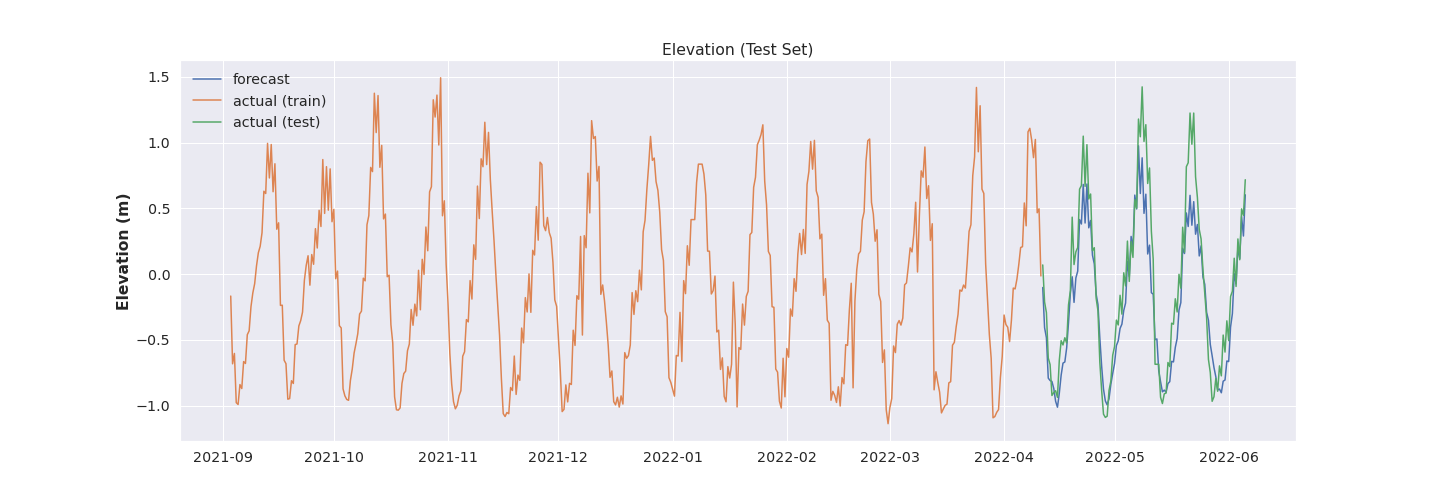 Elevation (Test Set)
forecast
actual (train)
actual (test)
Elevation (m)
1.5
1.0
0.5
0.0
−0.5
−1.0
2021-09 2021-10 2021-11 2021-12 2022-01 2022-02 2022-03 2022-04 2022-05 2022-06